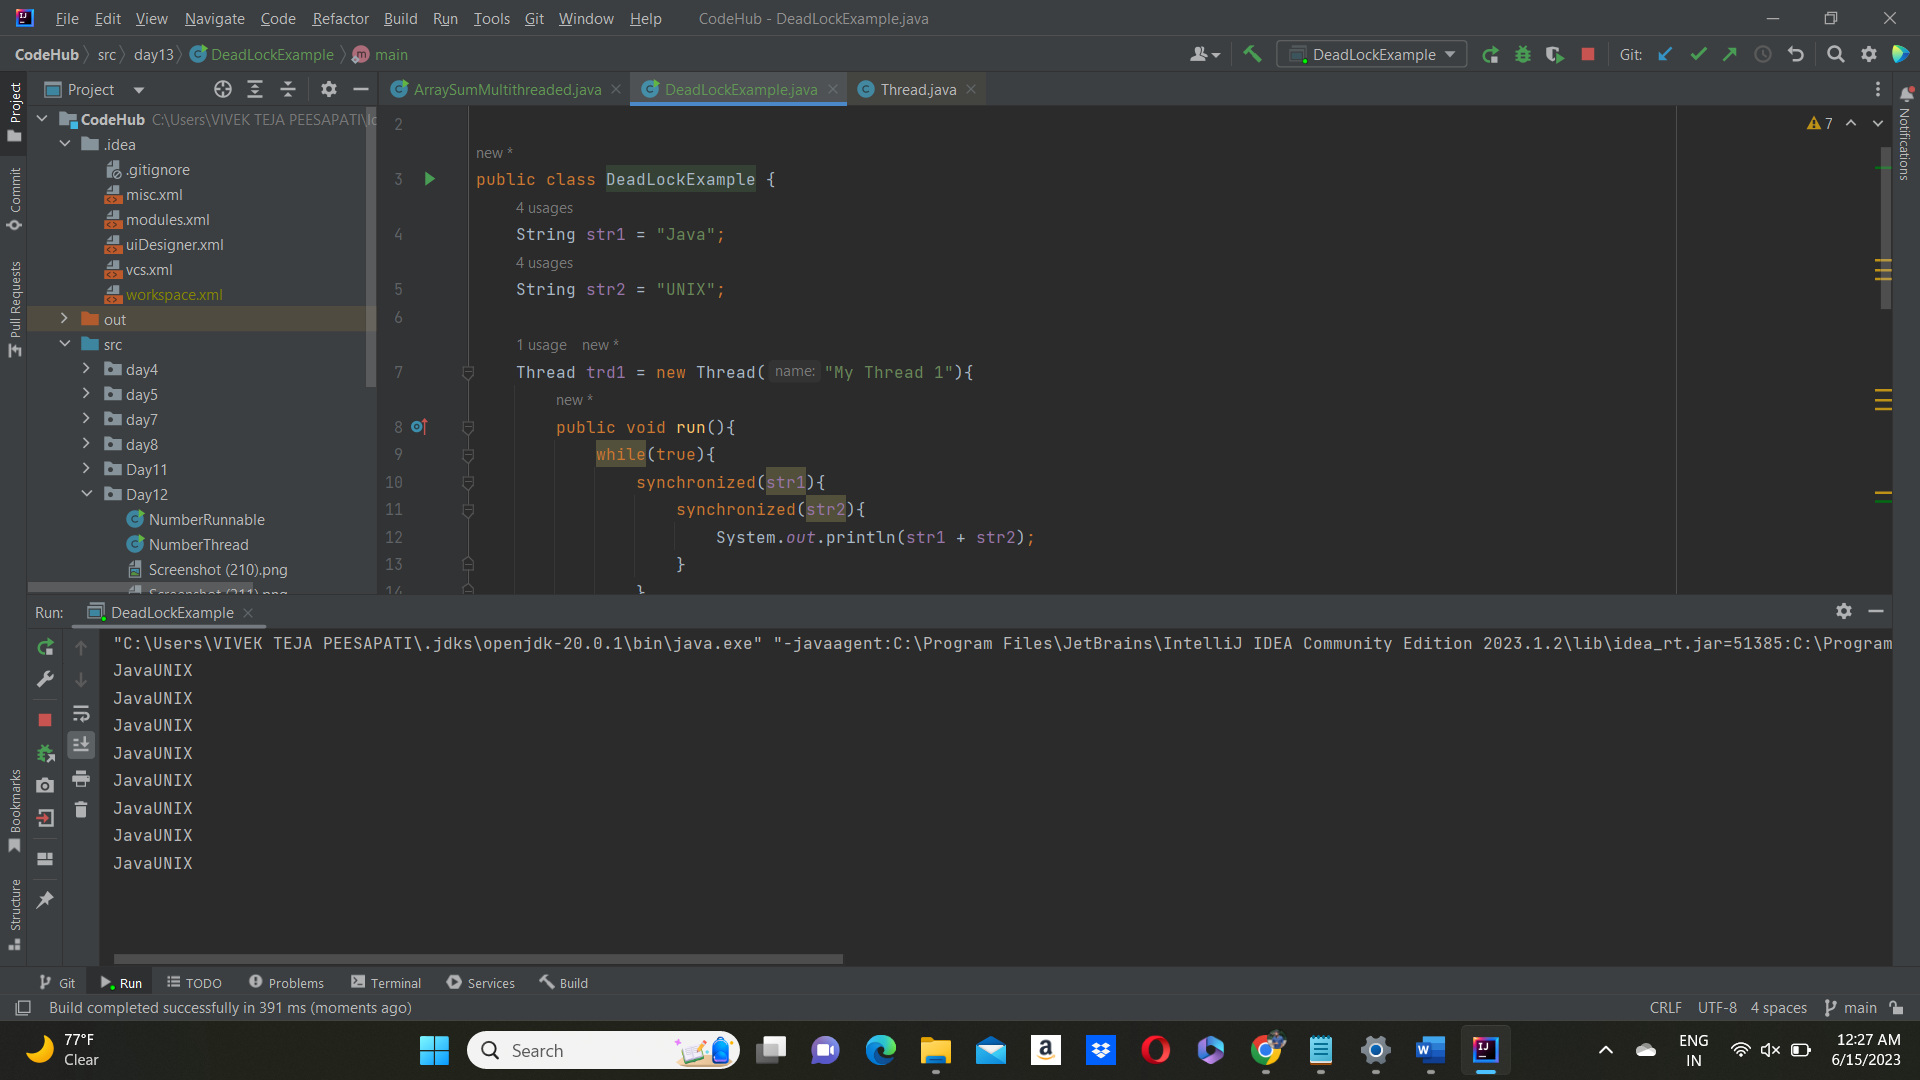 File Edit View Navigate Code Refactor Build Run Tools Git Window Help CodeHub - DeadLockExample.java
CodeHub src day13 DeadLockExample main
DeadLockExample Git:
Project
ArraySumMultithreaded.java DeadLockExample.java Thread.java
Project
Commit
Pull Requests
Bookmarks
Structure
Notifications
CodeHub C:\Users\VIVEK TEJA PEESAPATI\Id
.idea
.gitignore
misc.xml
modules.xml
uiDesigner.xml
vcs.xml
workspace.xml
out
src
day4
day5
day7
day8
Day11
Day12
NumberRunnable
NumberThread
Screenshot (210).png
Screenshot (211).png
7
2
new *
3 public class DeadLockExample {
4 usages
4 String str1 = "Java";
4 usages
5 String str2 = "UNIX";
6
1 usage new *
7 Thread trd1 = new Thread( name: "My Thread 1"){
new *
8 public void run(){
9 while(true){
10 synchronized(str1){
11 synchronized(str2){
12 System.out.println(str1 + str2);
13 }
14 }
Run: DeadLockExample
"C:\Users\VIVEK TEJA PEESAPATI\.jdks\openjdk-20.0.1\bin\java.exe" "-javaagent:C:\Program Files\JetBrains\IntelliJ IDEA Community Edition 2023.1.2\lib\idea_rt.jar=51385:C:\Program
JavaUNIX
JavaUNIX
JavaUNIX
JavaUNIX
JavaUNIX
JavaUNIX
JavaUNIX
JavaUNIX
Git Run TODO Problems Terminal Services Build
Build completed successfully in 391 ms (moments ago)
CRLF UTF-8 4 spaces main
77°F
Clear
Search
ENG
IN
12:27 AM
6/15/2023